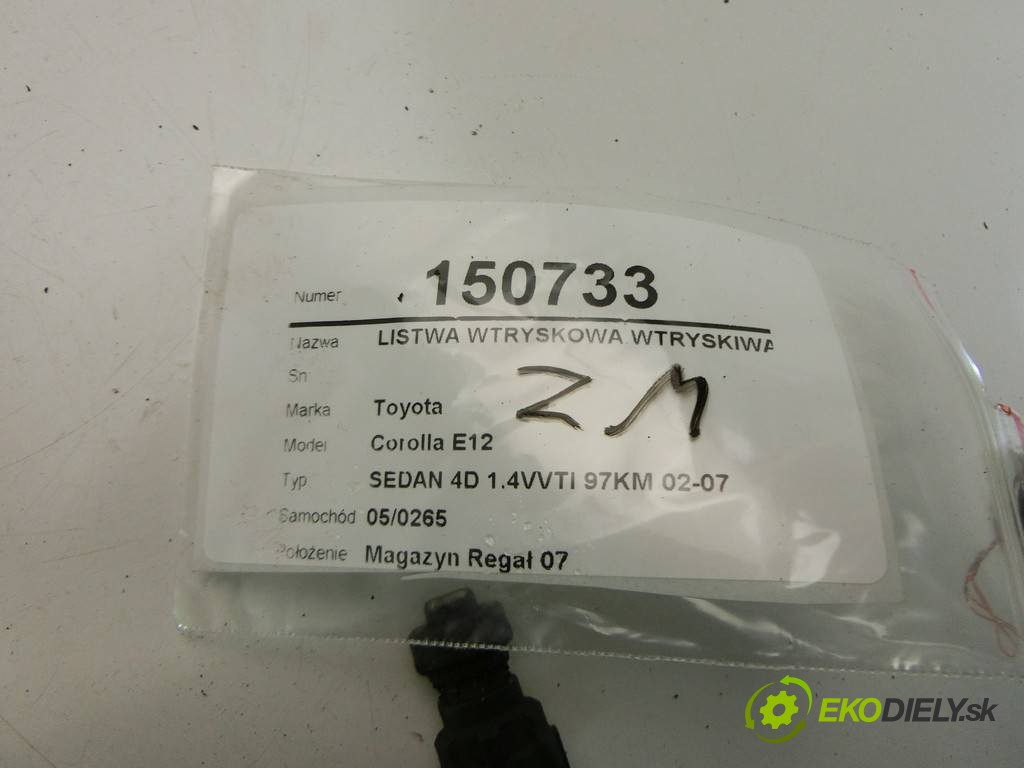 Numer 150733
Nazwa LISTWA WTRYSKOWA WTRYSKIWA
Sn
ZM
Marka Toyota
Model Corolla E12
Typ SEDAN 4D 1.4VVTI 97KM 02-07
Samochód 05/0265
Położenie Magazyn Regał 07
EKODIELY.sk